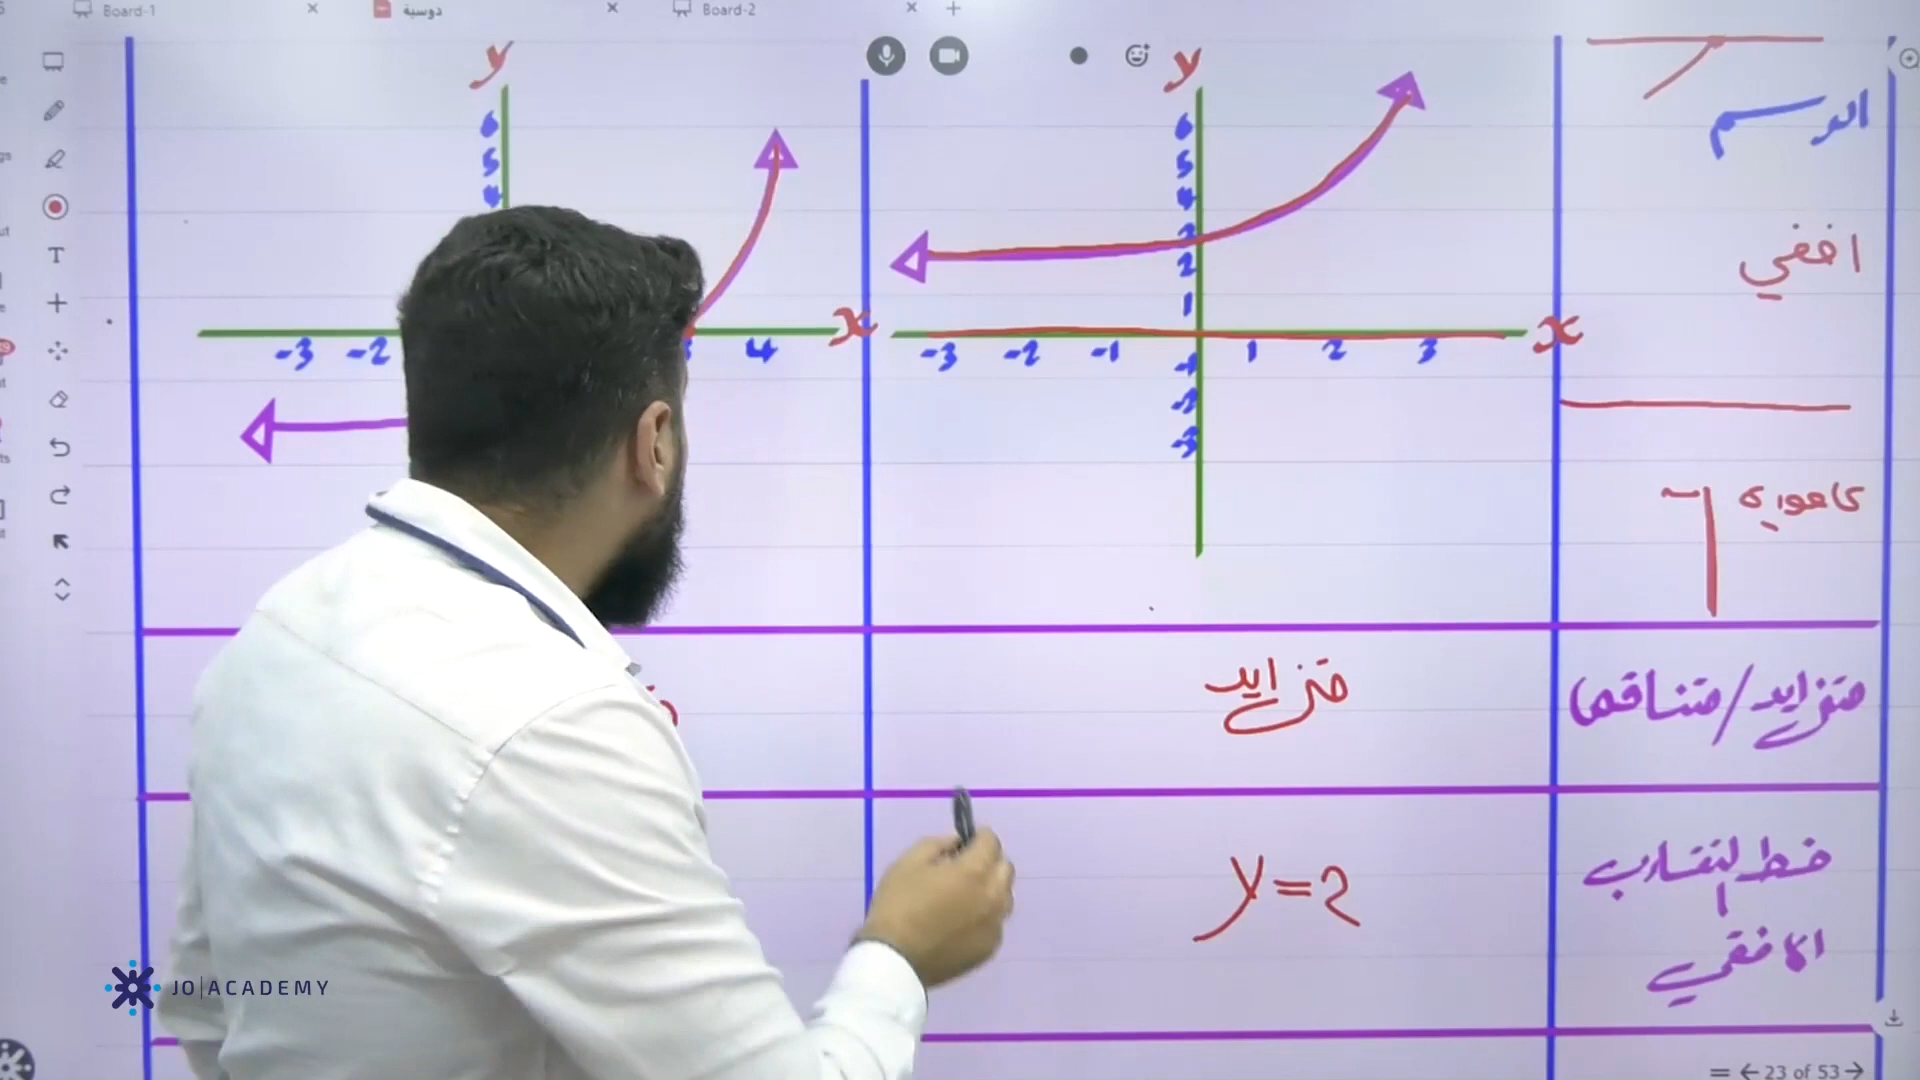 Board-1
دوسية
Board-2
y
6
5
4
-3
-2
4
x
y
6
5
4
3
2
1
-3
-2
-1
1
2
3
x
-1
-2
-3
الرسم
افقي
متزايد
متزايد/متناقص
y=2
خط التقارب
الافقي
JO|ACADEMY
23 of 53